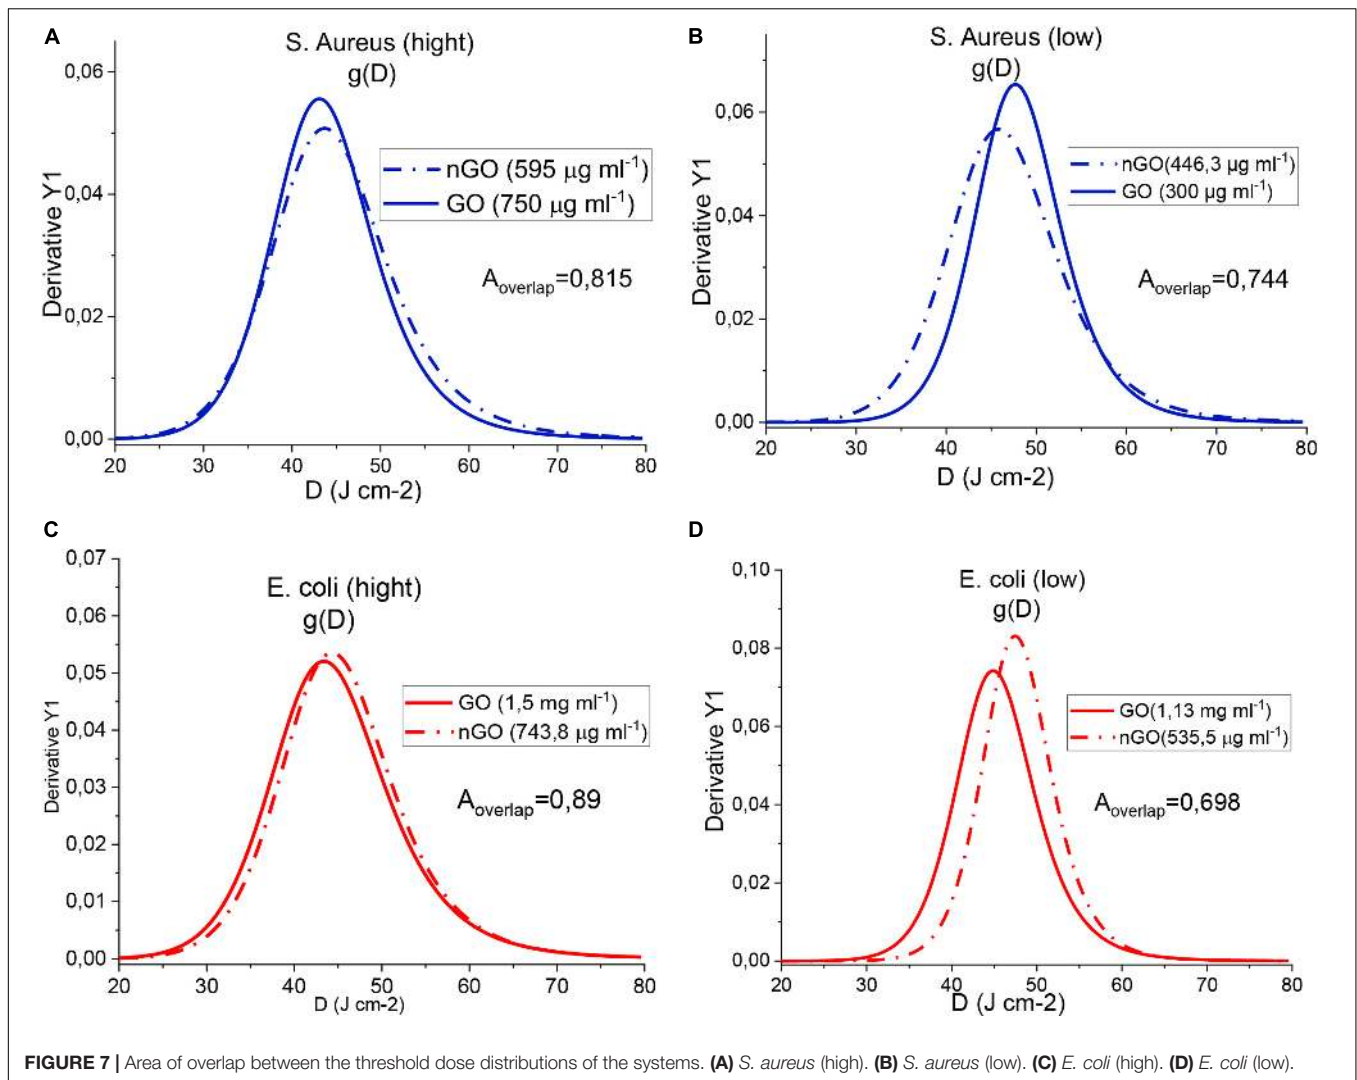 A
S. Aureus (hight)
g(D)
0,06
0,04
0,02
0,00
Derivative Y1
nGO (595 µg ml-1)
GO (750 µg ml-1)
Aoverlap=0,815
20 30 40 50 60 70 80
D (J cm-2)
B
S. Aureus (low)
g(D)
0,06
0,04
0,02
0,00
Derivative Y1
nGO(446,3 µg ml-1)
GO (300 µg ml-1)
Aoverlap=0,744
20 30 40 50 60 70 80
D (J cm-2)
C
E. coli (hight)
g(D)
0,07
0,06
0,05
0,04
0,03
0,02
0,01
0,00
Derivative Y1
GO (1,5 mg ml-1)
nGO (743,8 µg ml-1)
Aoverlap=0,89
20 30 40 50 60 70 80
D (J cm-2)
D
E. coli (low)
g(D)
0,10
0,08
0,06
0,04
0,02
0,00
Derivative Y1
GO(1,13 mg ml-1)
nGO(535,5 µg ml-1)
Aoverlap=0,698
20 30 40 50 60 70 80
D (J cm-2)
FIGURE 7 | Area of overlap between the threshold dose distributions of the systems. (A) S. aureus (high). (B) S. aureus (low). (C) E. coli (high). (D) E. coli (low).